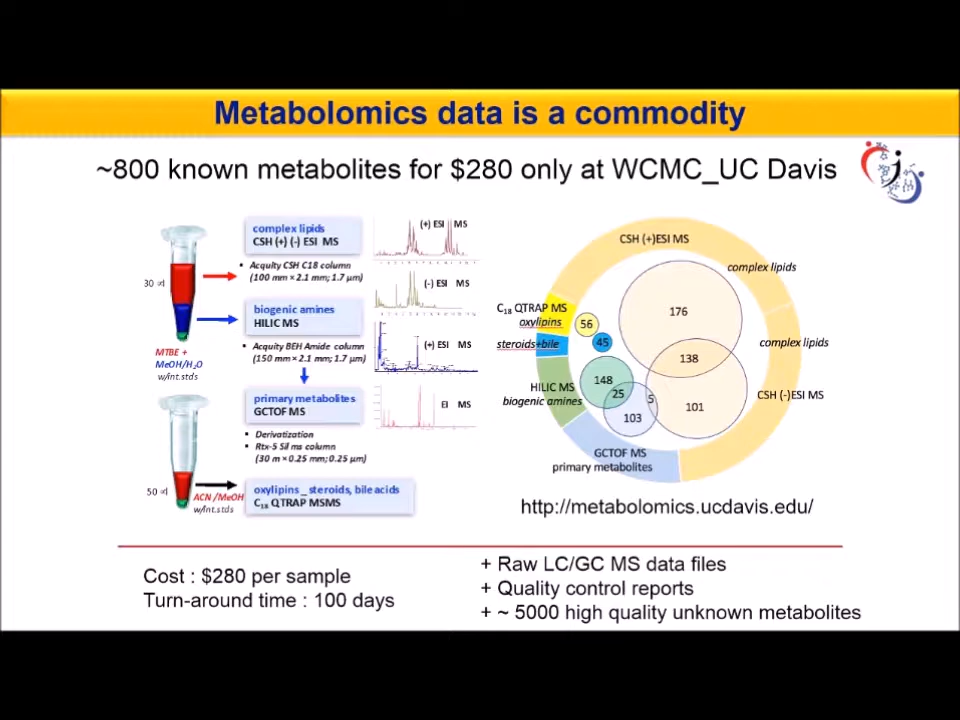 Metabolomics data is a commodity
~800 known metabolites for $280 only at WCMC_UC Davis
30 µl
MTBE +
MeOH/H₂O
w/int.stds
50 µl
ACN /MeOH
w/int.stds
complex lipids
CSH (+) (-) ESI MS
• Acquity CSH C18 column
(100 mm × 2.1 mm; 1.7 µm)
biogenic amines
HILIC MS
• Acquity BEH Amide column
(150 mm × 2.1 mm; 1.7 µm)
primary metabolites
GCTOF MS
• Derivatization
• Rtx-5 Sil ms column
(30 m × 0.25 mm; 0.25 µm)
oxylipins _ steroids, bile acids
C₁₈ QTRAP MSMS
(+) ESI MS
(-) ESI MS
(+) ESI MS
EI MS
CSH (+)ESI MS
complex lipids
C₁₈ QTRAP MS
oxylipins
steroids+bile
HILIC MS
biogenic amines
GCTOF MS
primary metabolites
complex lipids
CSH (-)ESI MS
176
56
45
138
148
25
5
103
101
http://metabolomics.ucdavis.edu/
Cost : $280 per sample
Turn-around time : 100 days
+ Raw LC/GC MS data files
+ Quality control reports
+ ~ 5000 high quality unknown metabolites